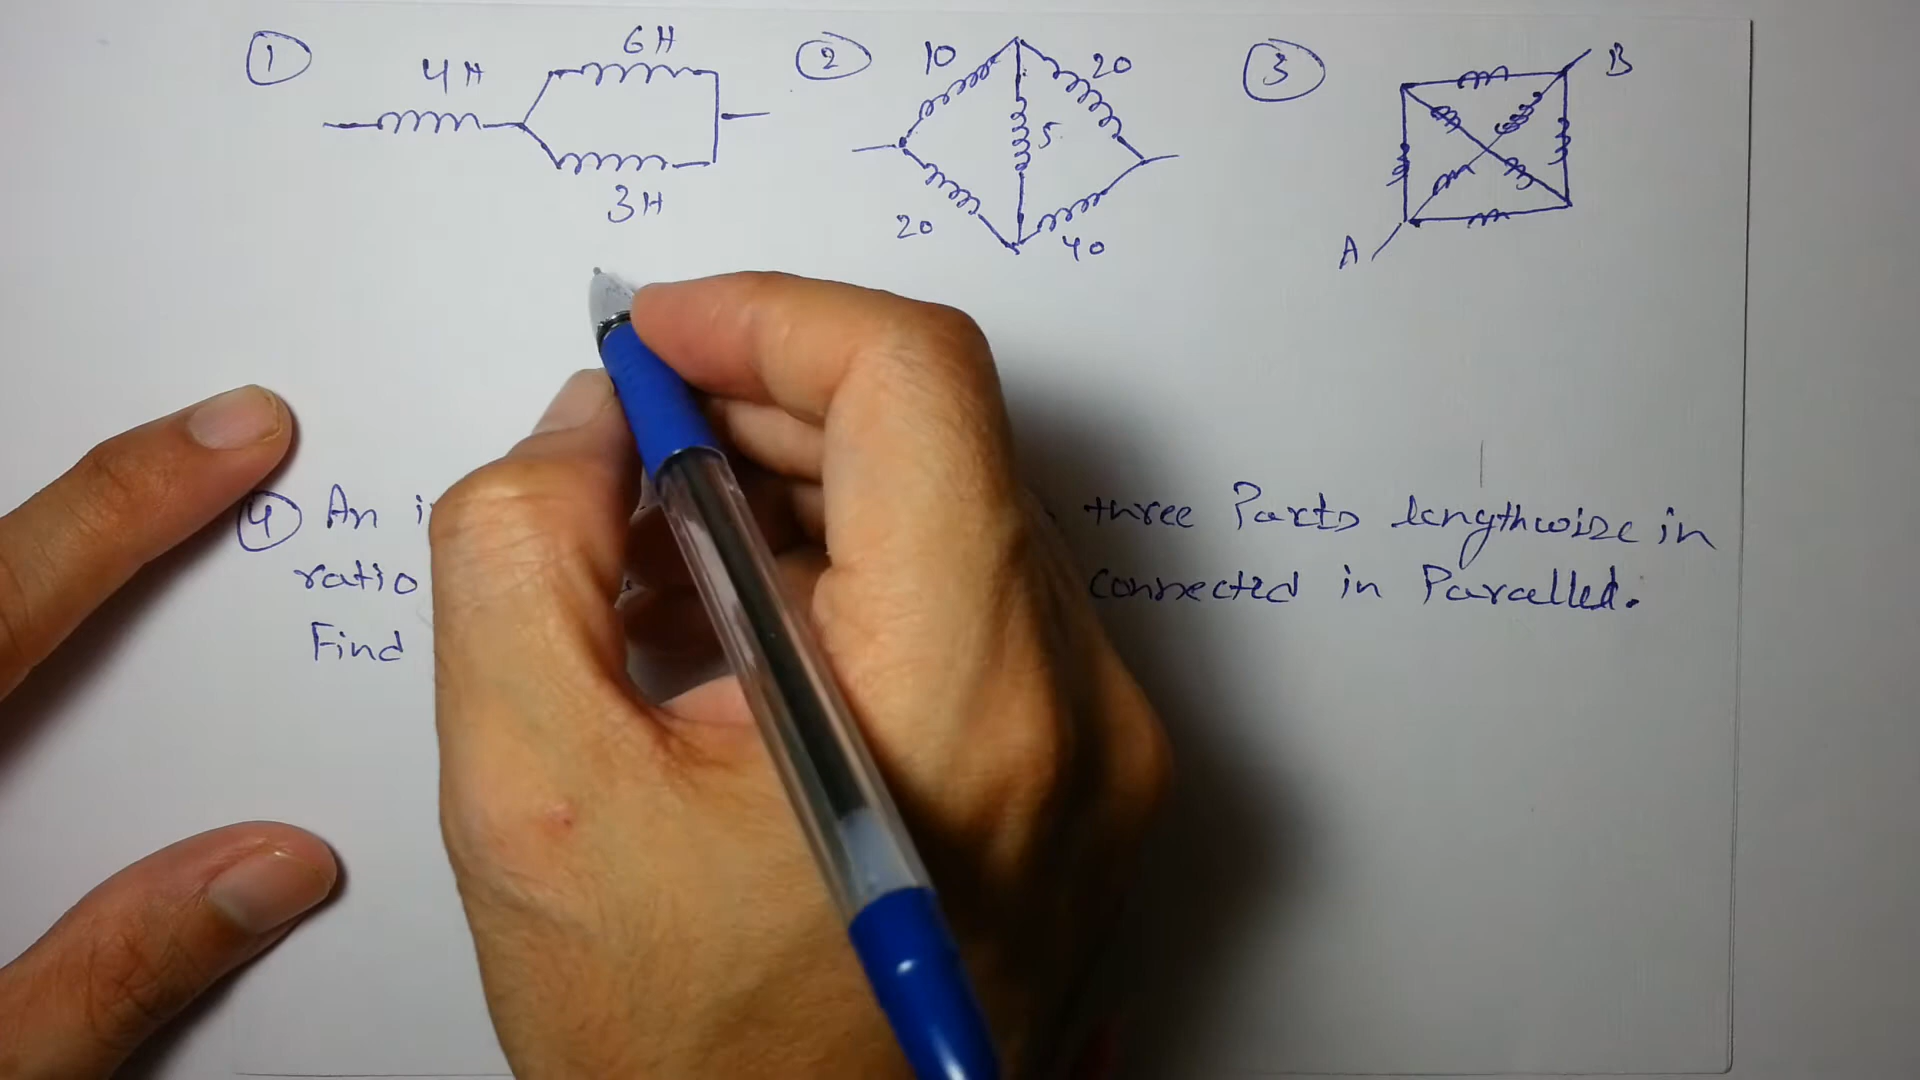 1 4H 6H 3H
2 10 20 5 20 40
3 A B
4 An three Parts lengthwise in
ratio connected in Parallel.
Find